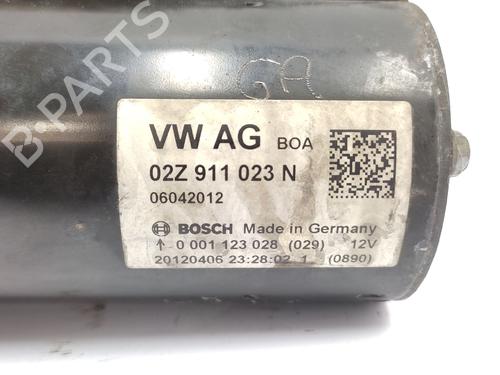 B-PARTS
GA
VW AG BOA
02Z 911 023 N
06042012
BOSCH Made in Germany
↑ 0 001 123 028 (029) 12V
20120406 23:28:02 1 (0890)